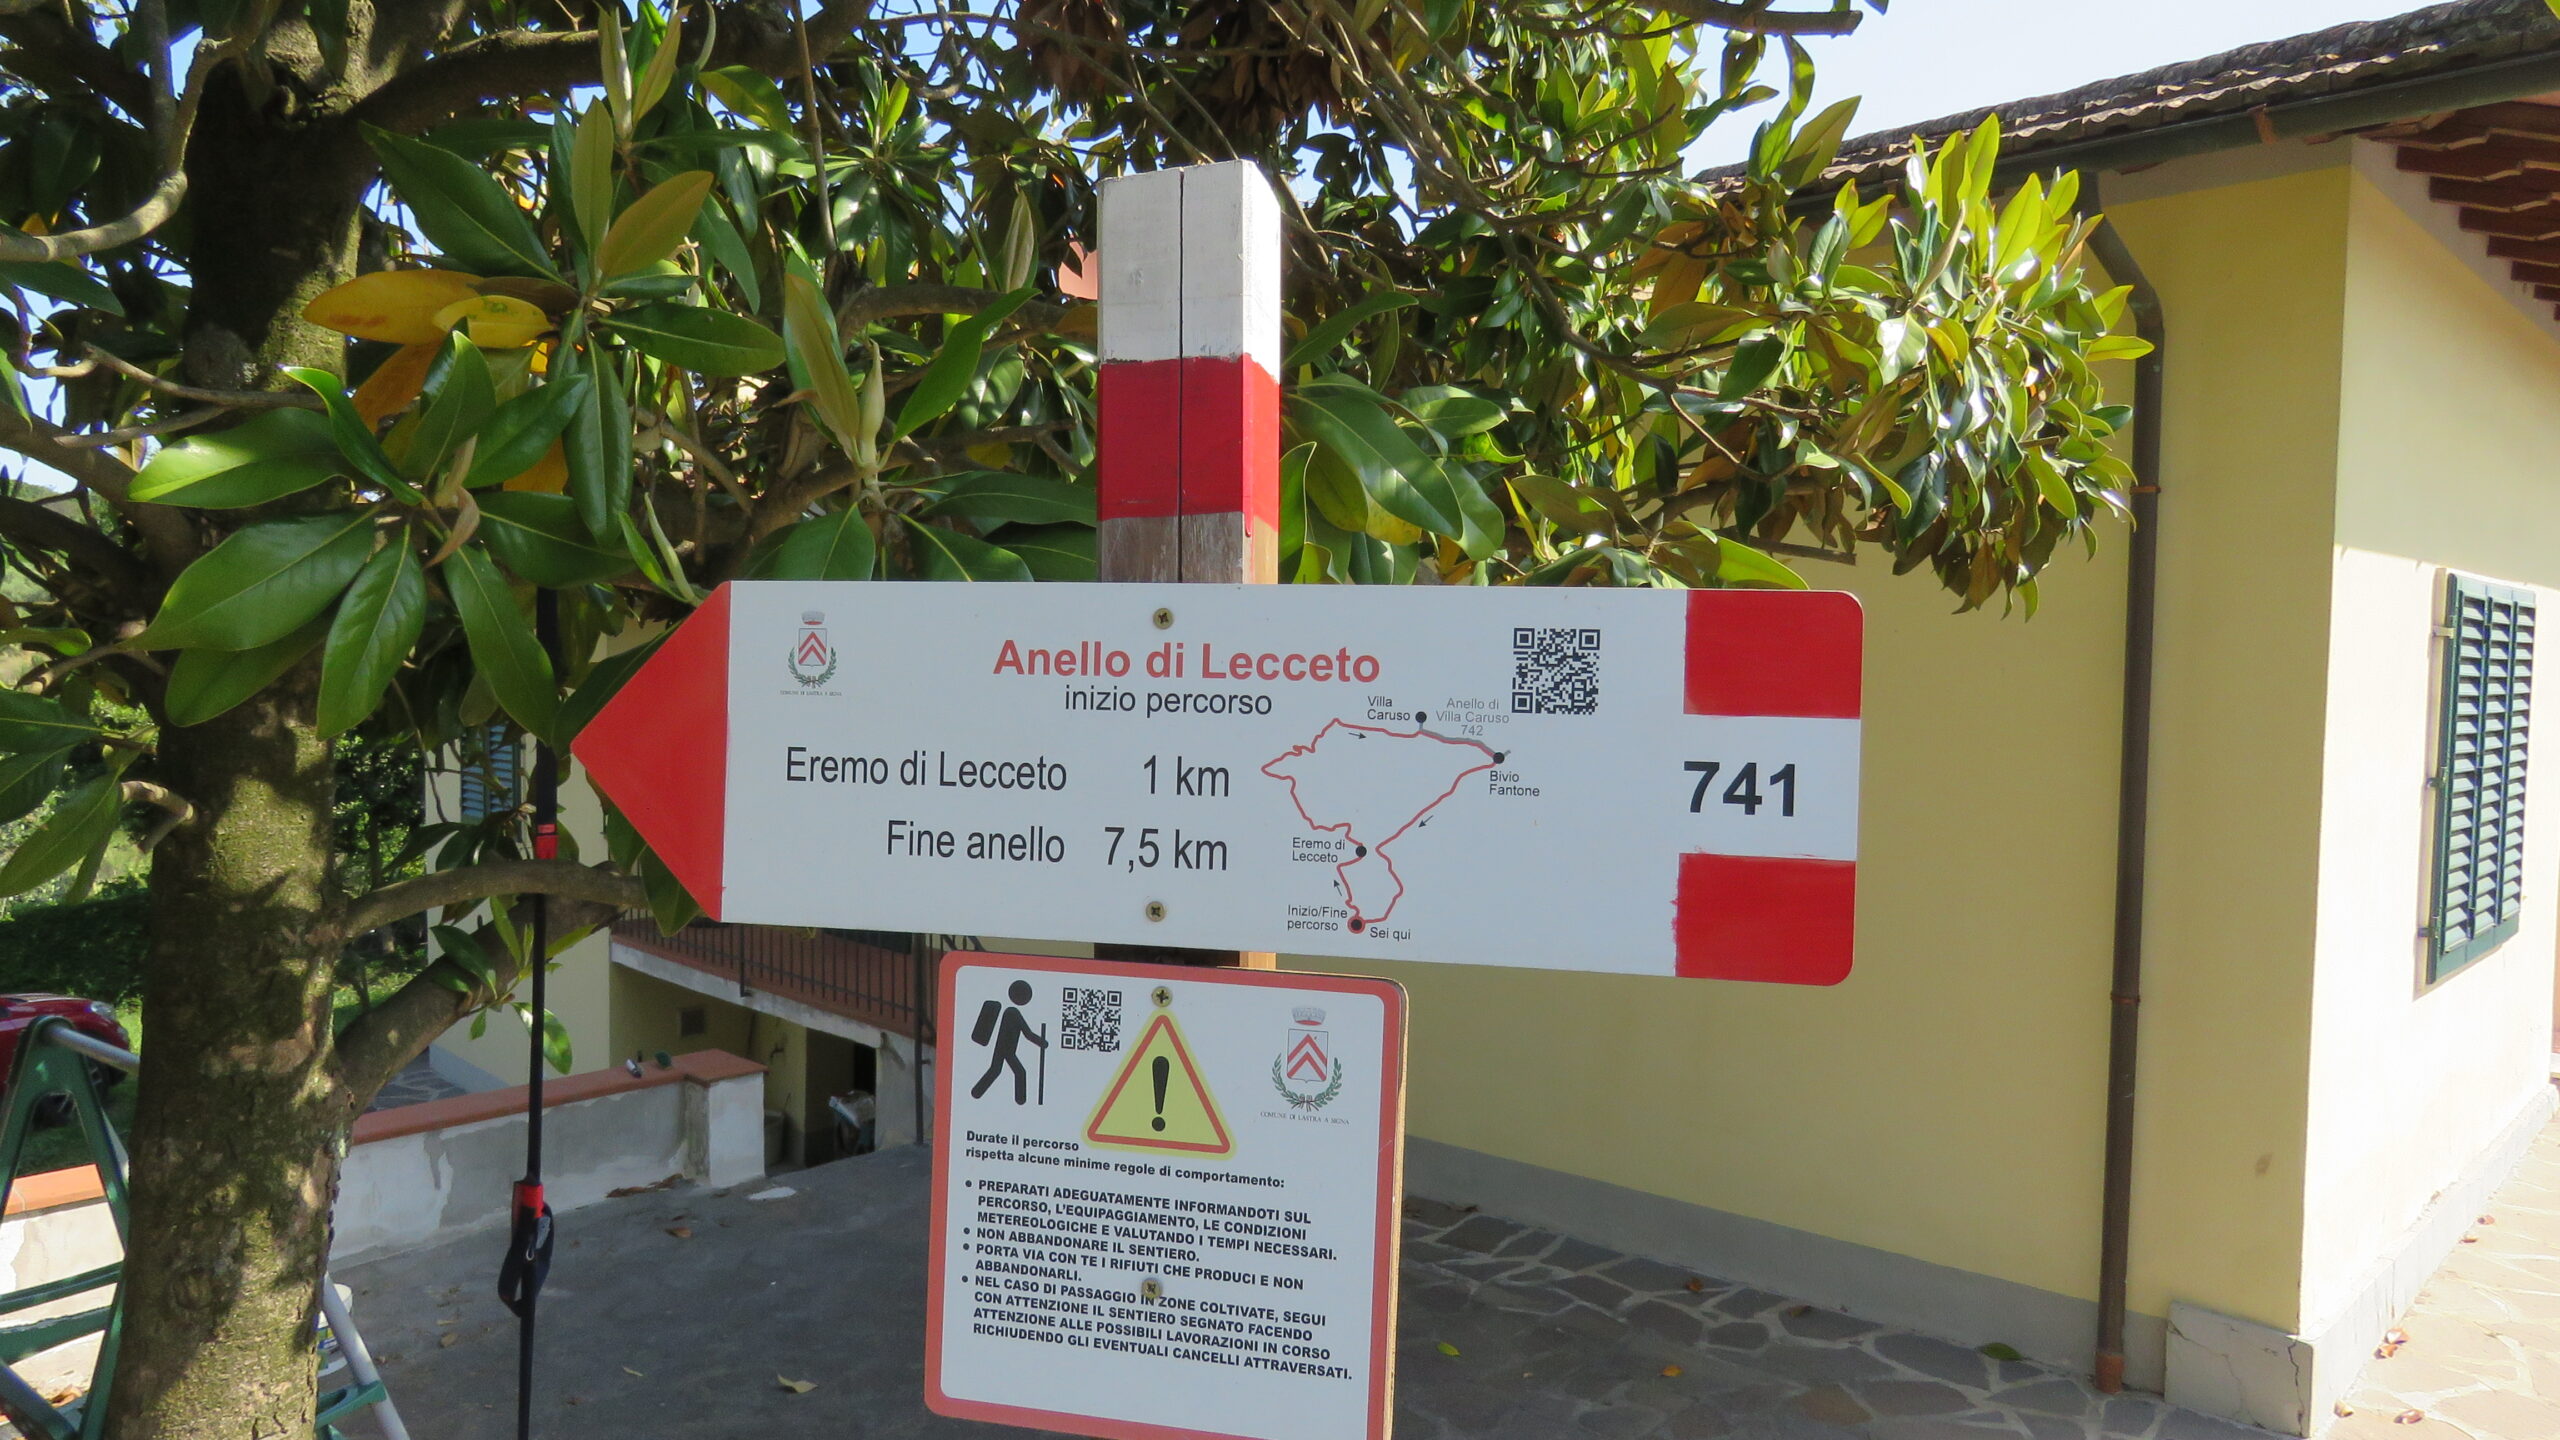 COMUNE DI LASTRA A SIGNA
Anello di Lecceto
inizio percorso
Eremo di Lecceto 1 km
Fine anello 7,5 km
Villa
Caruso
Anello di
Villa Caruso
742
Bivio
Fantone
Eremo di
Lecceto
Inizio/Fine
percorso
Sei qui
741
COMUNE DI LASTRA A SIGNA
Durate il percorso
rispetta alcune minime regole di comportamento:
• PREPARATI ADEGUATAMENTE INFORMANDOTI SUL
PERCORSO, L'EQUIPAGGIAMENTO, LE CONDIZIONI
METEREOLOGICHE E VALUTANDO I TEMPI NECESSARI.
• NON ABBANDONARE IL SENTIERO.
• PORTA VIA CON TE I RIFIUTI CHE PRODUCI E NON
ABBANDONARLI.
• NEL CASO DI PASSAGGIO IN ZONE COLTIVATE, SEGUI
CON ATTENZIONE IL SENTIERO SEGNATO FACENDO
ATTENZIONE ALLE POSSIBILI LAVORAZIONI IN CORSO
RICHIUDENDO GLI EVENTUALI CANCELLI ATTRAVERSATI.